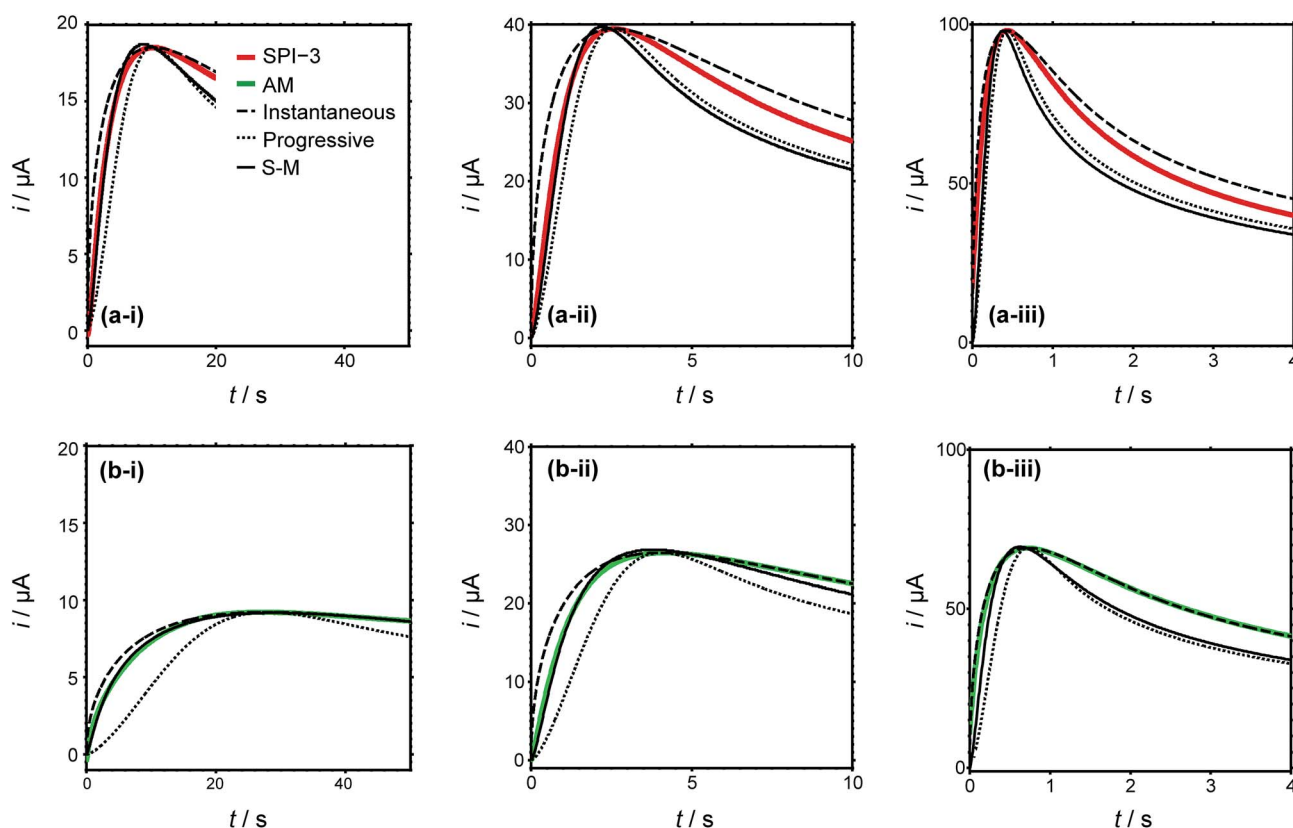 20
15
10
5
0
i / μA
(a-i)
0
20
40
t / s
SPI−3
AM
Instantaneous
Progressive
S-M
40
30
20
10
0
i / μA
(a-ii)
0
5
10
t / s
100
50
0
i / μA
(a-iii)
0
1
2
3
4
t / s
20
15
10
5
0
i / μA
(b-i)
0
20
40
t / s
40
30
20
10
0
i / μA
(b-ii)
0
5
10
t / s
100
50
0
i / μA
(b-iii)
0
1
2
3
4
t / s